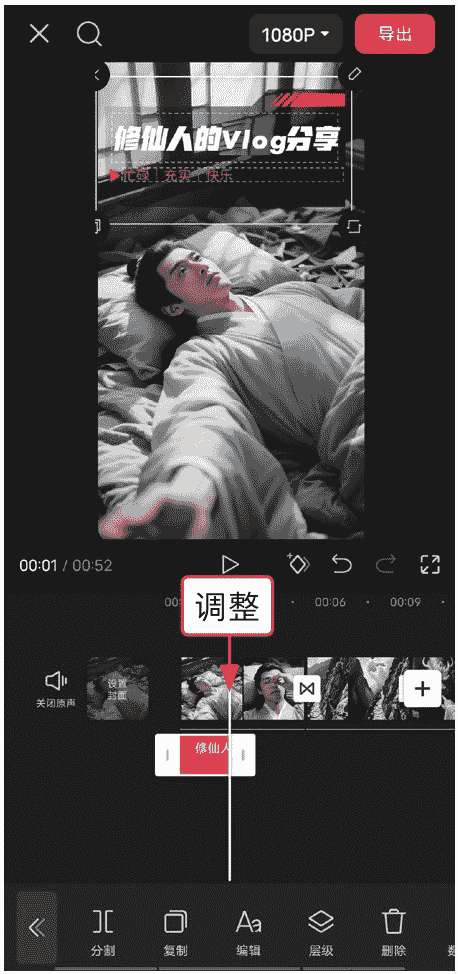 1080P
导出
修仙人的Vlog分享
00:01 / 00:52
调整
00:06
00:09
关闭原声
设置
封面
修仙人
分割
复制
编辑
层级
删除